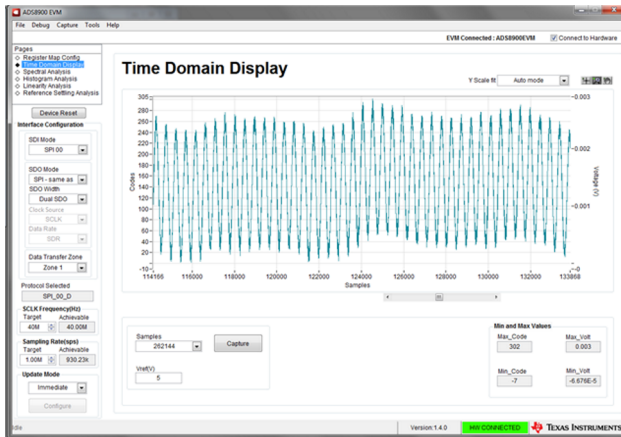 ADS8900 EVM
File Debug Capture Tools Help
EVM Connected : ADS8900EVM Connect to Hardware
Pages
Register Map Config
Time Domain Display
Spectral Analysis
Histogram Analysis
Linearity Analysis
Reference Settling Analysis
Device Reset
Interface Configuration
SDI Mode
SPI 00
SDO Mode
SPI - same as
SDO Width
Dual SDO
Clock Source
SCLK
Data Rate
SDR
Data Transfer Zone
Zone 1
Protocol Selected
SPI_00_D
SCLK Frequency(Hz)
Target Achievable
40M 40.00M
Sampling Rate(sps)
Target Achievable
1.00M 930.23k
Update Mode
Immediate
Configure
Time Domain Display
Y Scale fit Auto mode
305
280
260
240
220
200
180
160
140
120
100
80
60
40
20
-10
Codes
0.003
0.002
0.001
0
Voltage (V)
114166 116000 118000 120000 122000 124000 126000 128000 130000 132000 133868
Samples
Samples
262144
Capture
Vref(V)
5
Min and Max Values
Max_Code Max_Volt
302 0.003
Min_Code Min_Volt
-7 -6.676E-5
Idle
Version:1.4.0 HW CONNECTED TEXAS INSTRUMENTS